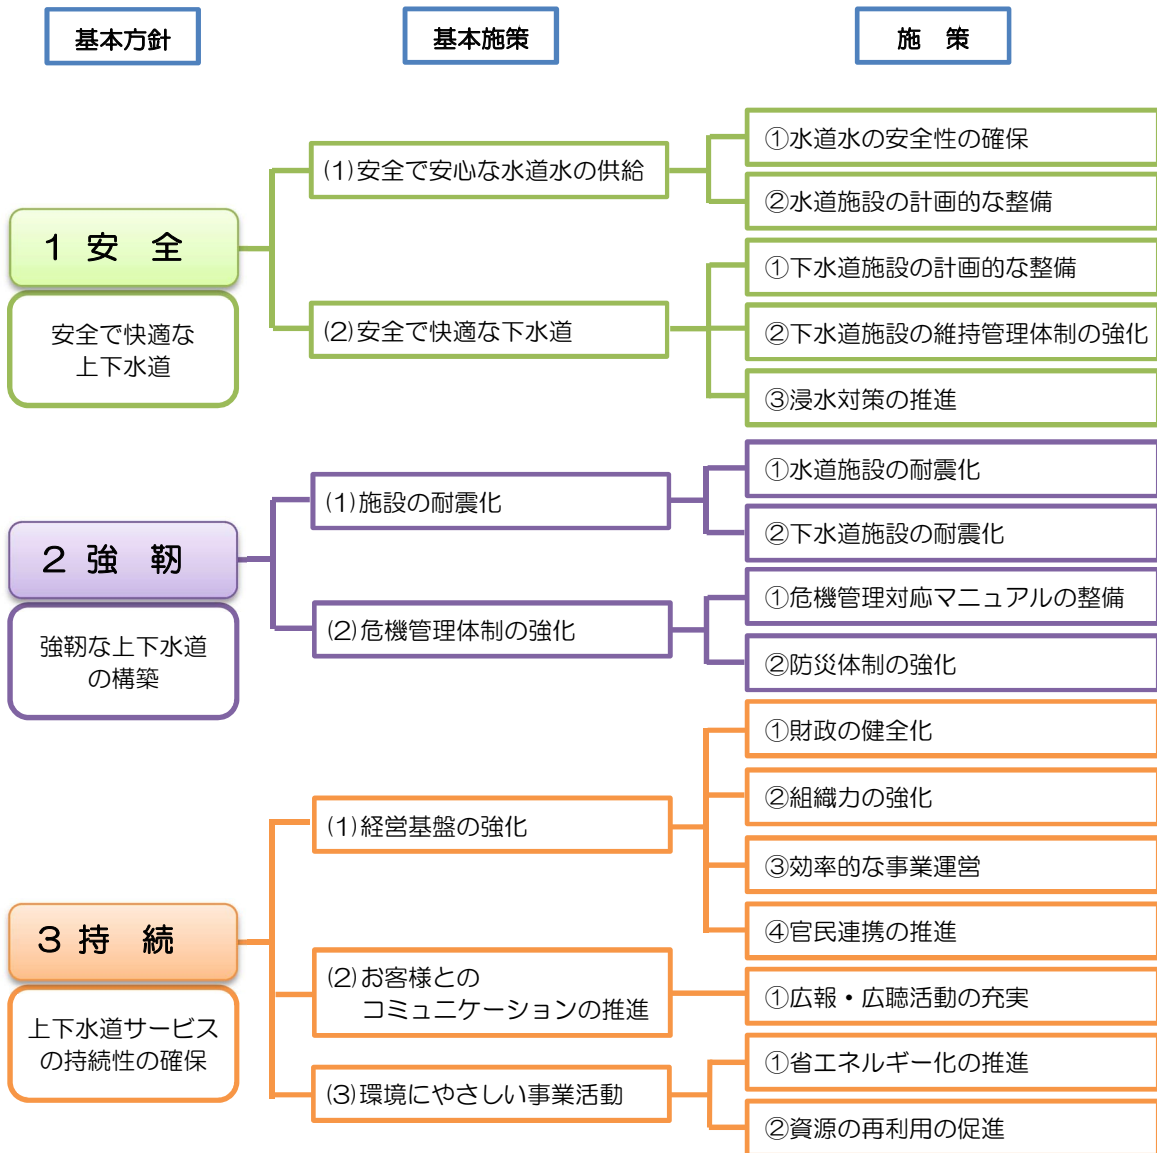 基本方針
基本施策
施　策
１ 安　全
安全で快適な
上下水道
(1)安全で安心な水道水の供給
①水道水の安全性の確保
②水道施設の計画的な整備
(2)安全で快適な下水道
①下水道施設の計画的な整備
②下水道施設の維持管理体制の強化
③浸水対策の推進
２ 強　靭
強靭な上下水道
の構築
(1)施設の耐震化
①水道施設の耐震化
②下水道施設の耐震化
(2)危機管理体制の強化
①危機管理対応マニュアルの整備
②防災体制の強化
３ 持　続
上下水道サービス
の持続性の確保
(1)経営基盤の強化
①財政の健全化
②組織力の強化
③効率的な事業運営
④官民連携の推進
(2)お客様との
コミュニケーションの推進
①広報・広聴活動の充実
(3)環境にやさしい事業活動
①省エネルギー化の推進
②資源の再利用の促進